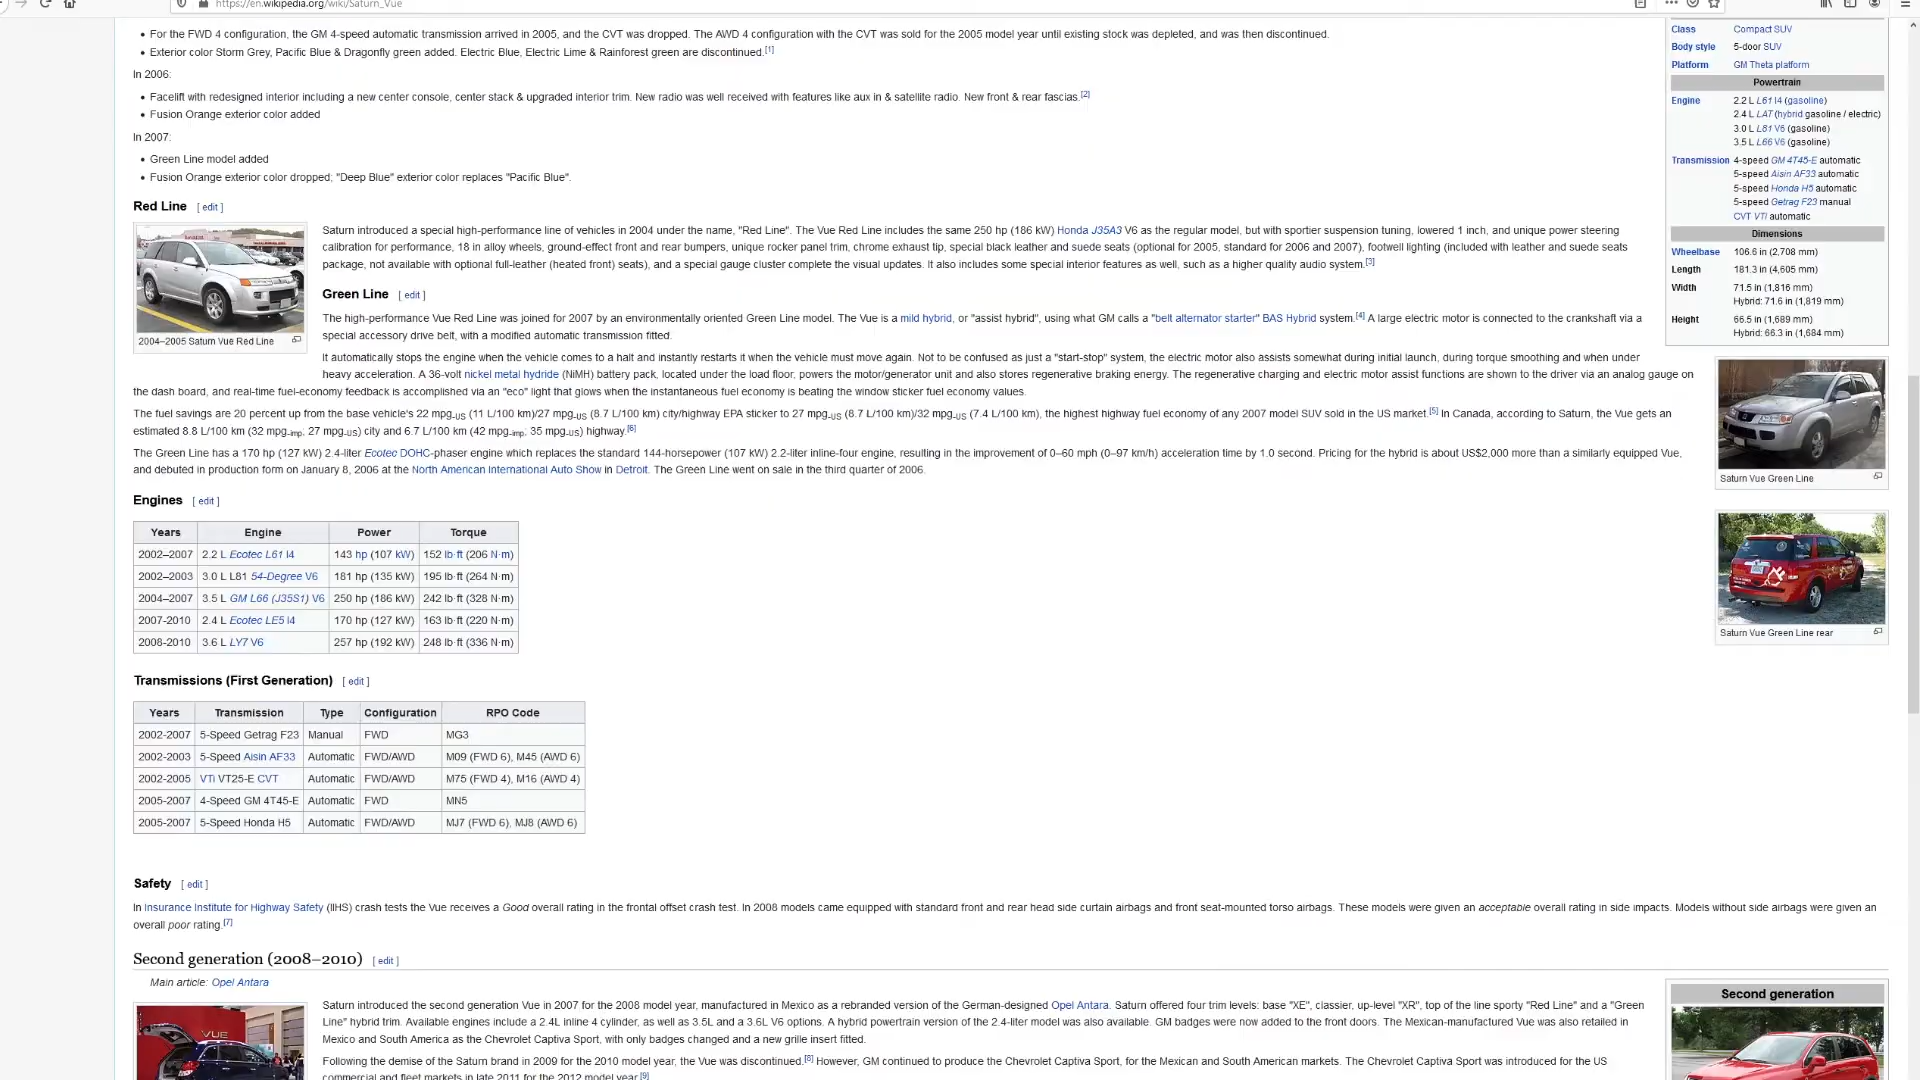 https://en.wikipedia.org/wiki/Saturn_Vue
• For the FWD 4 configuration, the GM 4-speed automatic transmission arrived in 2005, and the CVT was dropped. The AWD 4 configuration with the CVT was sold for the 2005 model year until existing stock was depleted, and was then discontinued.
• Exterior color Storm Grey, Pacific Blue & Dragonfly green added. Electric Blue, Electric Lime & Rainforest green are discontinued.[1]
In 2006:
• Facelift with redesigned interior including a new center console, center stack & upgraded interior trim. New radio was well received with features like aux in & satellite radio. New front & rear fascias.[2]
• Fusion Orange exterior color added
In 2007:
• Green Line model added
• Fusion Orange exterior color dropped; "Deep Blue" exterior color replaces "Pacific Blue".
Red Line [ edit ]
Saturn introduced a special high-performance line of vehicles in 2004 under the name, "Red Line". The Vue Red Line includes the same 250 hp (186 kW) Honda J35A3 V6 as the regular model, but with sportier suspension tuning, lowered 1 inch, and unique power steering
calibration for performance, 18 in alloy wheels, ground-effect front and rear bumpers, unique rocker panel trim, chrome exhaust tip, special black leather and suede seats (optional for 2005, standard for 2006 and 2007), footwell lighting (included with leather and suede seats
package, not available with optional full-leather (heated front) seats), and a special gauge cluster complete the visual updates. It also includes some special interior features as well, such as a higher quality audio system.[3]
2004–2005 Saturn Vue Red Line
Green Line [ edit ]
The high-performance Vue Red Line was joined for 2007 by an environmentally oriented Green Line model. The Vue is a mild hybrid, or "assist hybrid", using what GM calls a "belt alternator starter" BAS Hybrid system.[4] A large electric motor is connected to the crankshaft via a
special accessory drive belt, with a modified automatic transmission fitted.
It automatically stops the engine when the vehicle comes to a halt and instantly restarts it when the vehicle must move again. Not to be confused as just a "start-stop" system, the electric motor also assists somewhat during initial launch, during torque smoothing and when under
heavy acceleration. A 36-volt nickel metal hydride (NiMH) battery pack, located under the load floor, powers the motor/generator unit and also stores regenerative braking energy. The regenerative charging and electric motor assist functions are shown to the driver via an analog gauge on
the dash board, and real-time fuel-economy feedback is accomplished via an "eco" light that glows when the instantaneous fuel economy is beating the window sticker fuel economy values.
The fuel savings are 20 percent up from the base vehicle's 22 mpg-US (11 L/100 km)/27 mpg-US (8.7 L/100 km) city/highway EPA sticker to 27 mpg-US (8.7 L/100 km)/32 mpg-US (7.4 L/100 km), the highest highway fuel economy of any 2007 model SUV sold in the US market.[5] In Canada, according to Saturn, the Vue gets an
estimated 8.8 L/100 km (32 mpg-imp; 27 mpg-US) city and 6.7 L/100 km (42 mpg-imp; 35 mpg-US) highway.[6]
The Green Line has a 170 hp (127 kW) 2.4-liter Ecotec DOHC-phaser engine which replaces the standard 144-horsepower (107 kW) 2.2-liter inline-four engine, resulting in the improvement of 0–60 mph (0–97 km/h) acceleration time by 1.0 second. Pricing for the hybrid is about US$2,000 more than a similarly equipped Vue,
and debuted in production form on January 8, 2006 at the North American International Auto Show in Detroit. The Green Line went on sale in the third quarter of 2006.
Engines [ edit ]
Years Engine Power Torque
2002–2007 2.2 L Ecotec L61 I4 143 hp (107 kW) 152 lb·ft (206 N·m)
2002–2003 3.0 L L81 54-Degree V6 181 hp (135 kW) 195 lb·ft (264 N·m)
2004–2007 3.5 L GM L66 (J35S1) V6 250 hp (186 kW) 242 lb·ft (328 N·m)
2007-2010 2.4 L Ecotec LE5 I4 170 hp (127 kW) 163 lb·ft (220 N·m)
2008-2010 3.6 L LY7 V6 257 hp (192 kW) 248 lb·ft (336 N·m)
Transmissions (First Generation) [ edit ]
Years Transmission Type Configuration RPO Code
2002-2007 5-Speed Getrag F23 Manual FWD MG3
2002-2003 5-Speed Aisin AF33 Automatic FWD/AWD M09 (FWD 6), M45 (AWD 6)
2002-2005 VTi VT25-E CVT Automatic FWD/AWD M75 (FWD 4), M16 (AWD 4)
2005-2007 4-Speed GM 4T45-E Automatic FWD MN5
2005-2007 5-Speed Honda H5 Automatic FWD/AWD MJ7 (FWD 6), MJ8 (AWD 6)
Safety [ edit ]
In Insurance Institute for Highway Safety (IIHS) crash tests the Vue receives a Good overall rating in the frontal offset crash test. In 2008 models came equipped with standard front and rear head side curtain airbags and front seat-mounted torso airbags. These models were given an acceptable overall rating in side impacts. Models without side airbags were given an
overall poor rating.[7]
Second generation (2008–2010) [ edit ]
Main article: Opel Antara
Saturn introduced the second generation Vue in 2007 for the 2008 model year, manufactured in Mexico as a rebranded version of the German-designed Opel Antara. Saturn offered four trim levels: base "XE", classier, up-level "XR", top of the line sporty "Red Line" and a "Green
Line" hybrid trim. Available engines include a 2.4L inline 4 cylinder, as well as 3.5L and a 3.6L V6 options. A hybrid powertrain version of the 2.4-liter model was also available. GM badges were now added to the front doors. The Mexican-manufactured Vue was also retailed in
Mexico and South America as the Chevrolet Captiva Sport, with only badges changed and a new grille insert fitted.
Following the demise of the Saturn brand in 2009 for the 2010 model year, the Vue was discontinued.[8] However, GM continued to produce the Chevrolet Captiva Sport, for the Mexican and South American markets. The Chevrolet Captiva Sport was introduced for the US
commercial and fleet markets in late 2011 for the 2012 model year.[9]
VUE
Class Compact SUV
Body style 5-door SUV
Platform GM Theta platform
Powertrain
Engine 2.2 L L61 I4 (gasoline)
2.4 L LAT (hybrid gasoline / electric)
3.0 L L81 V6 (gasoline)
3.5 L L66 V6 (gasoline)
Transmission 4-speed GM 4T45-E automatic
5-speed Aisin AF33 automatic
5-speed Honda H5 automatic
5-speed Getrag F23 manual
CVT VTi automatic
Dimensions
Wheelbase 106.6 in (2,708 mm)
Length 181.3 in (4,605 mm)
Width 71.5 in (1,816 mm)
Hybrid: 71.6 in (1,819 mm)
Height 66.5 in (1,689 mm)
Hybrid: 66.3 in (1,684 mm)
Saturn Vue Green Line
Saturn Vue Green Line rear
Second generation